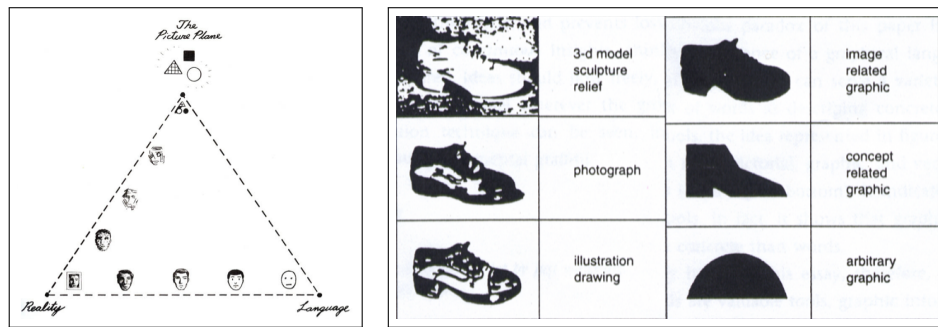 The
Picture Plane
Reality
Language
3-d model
sculpture
relief
photograph
illustration
drawing
image
related
graphic
concept
related
graphic
arbitrary
graphic